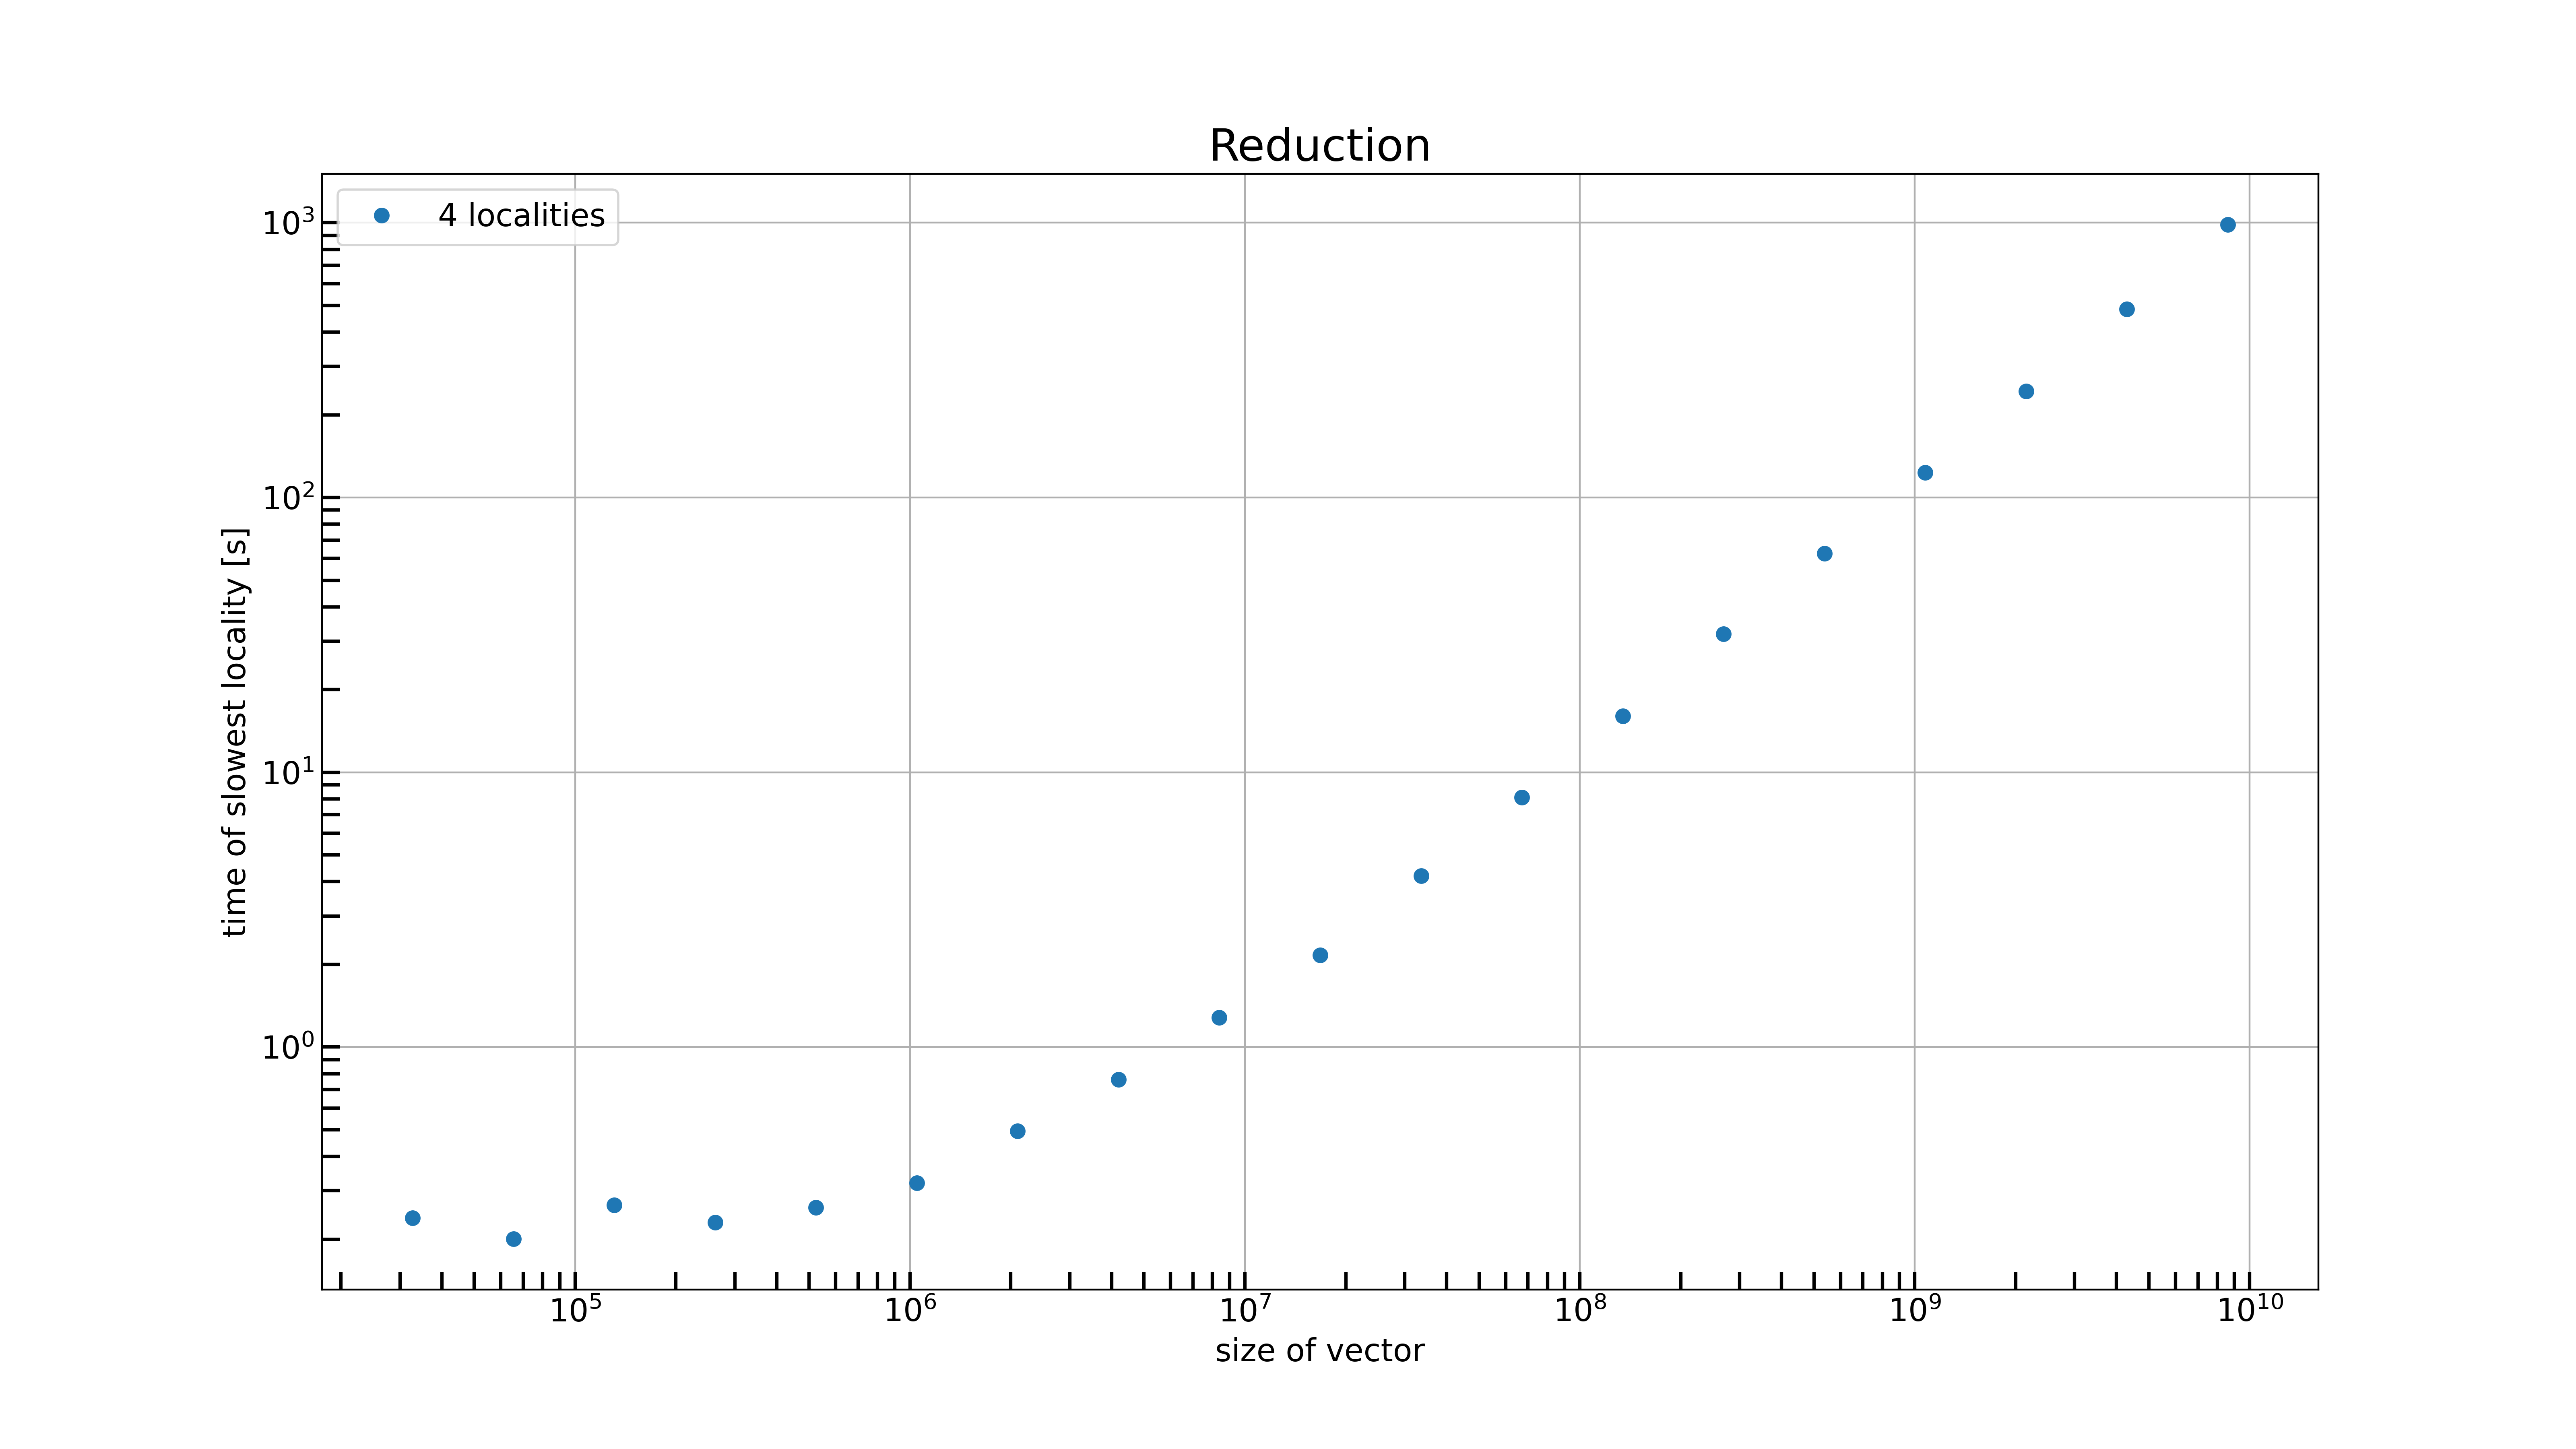 Reduction
4 localities
10³
10²
10¹
10⁰
time of slowest locality [s]
10⁵ 10⁶ 10⁷ 10⁸ 10⁹ 10¹⁰
size of vector